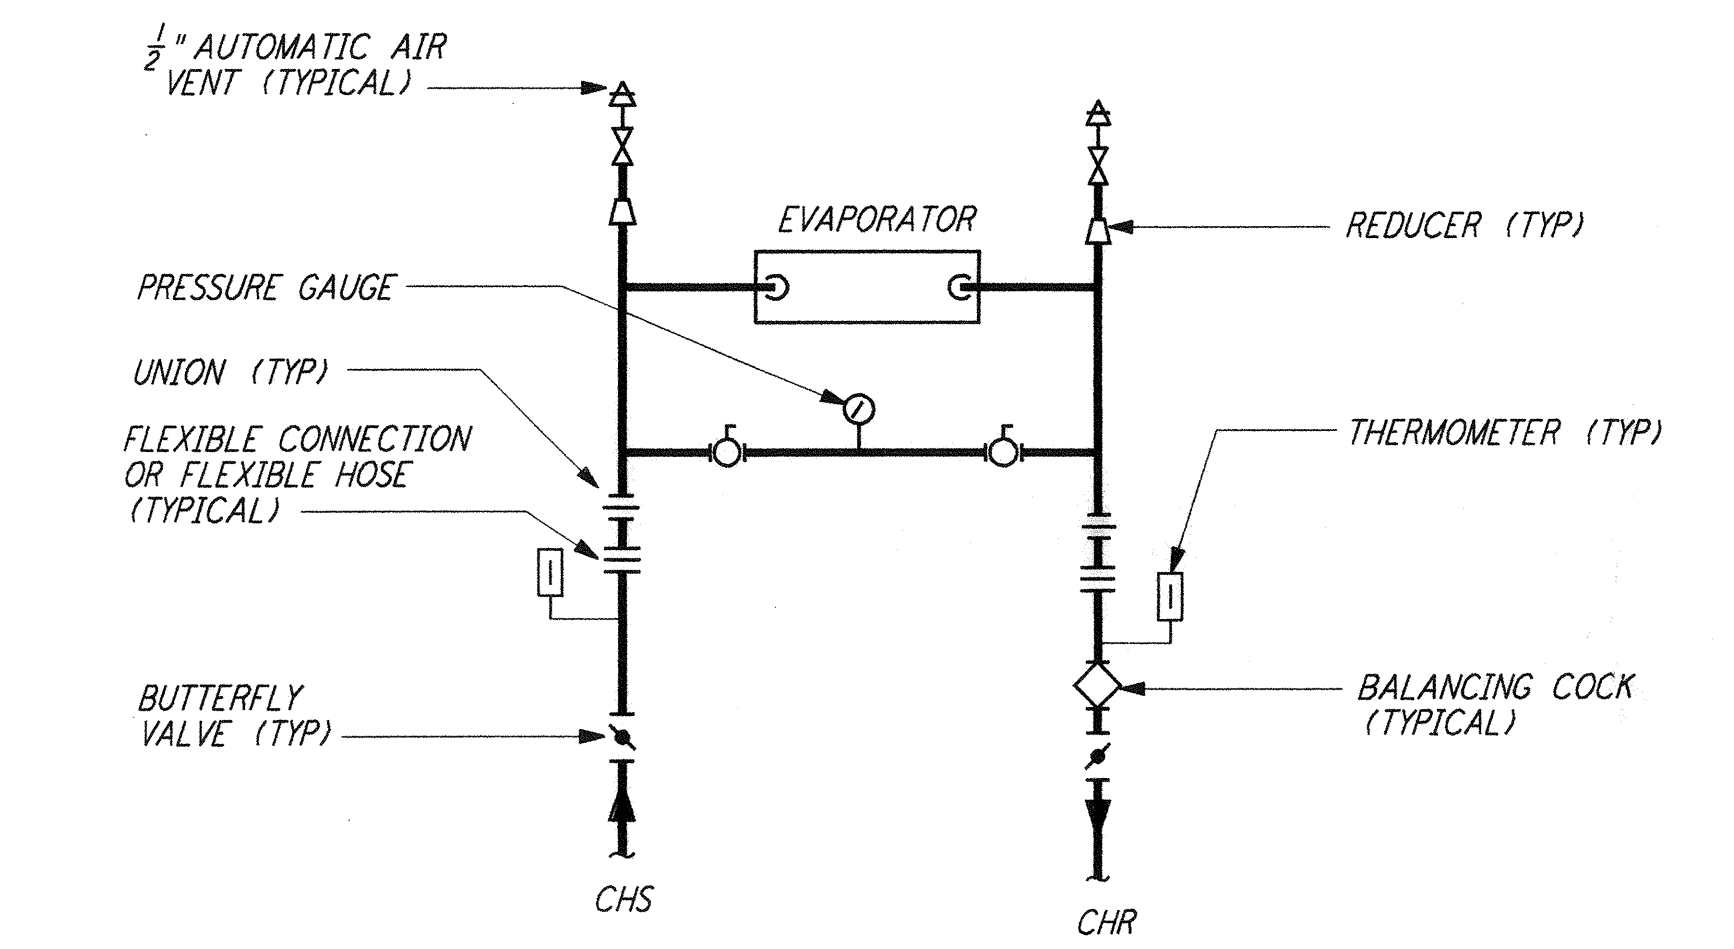 1/2" AUTOMATIC AIR
VENT (TYPICAL)
EVAPORATOR
REDUCER (TYP)
PRESSURE GAUGE
UNION (TYP)
FLEXIBLE CONNECTION
OR FLEXIBLE HOSE
(TYPICAL)
THERMOMETER (TYP)
BUTTERFLY
VALVE (TYP)
BALANCING COCK
(TYPICAL)
CHS
CHR